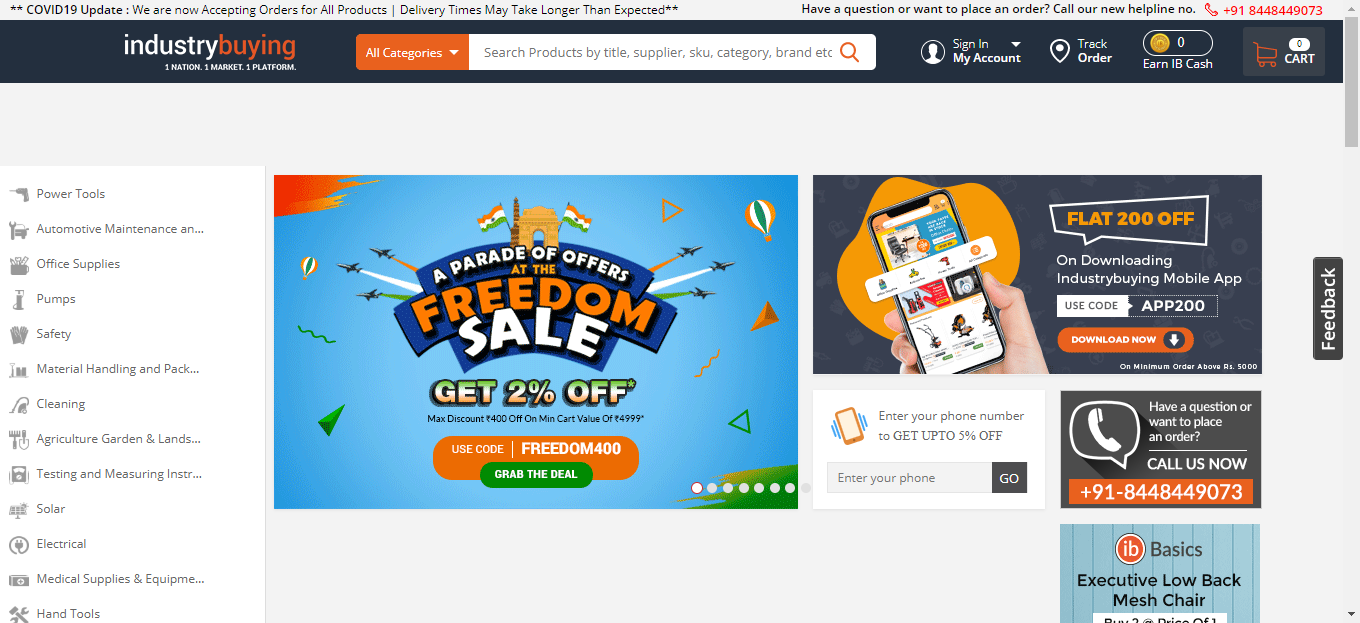 ** COVID19 Update : We are now Accepting Orders for All Products | Delivery Times May Take Longer Than Expected**
Have a question or want to place an order? Call our new helpline no. +91 8448449073
industrybuying
1 NATION. 1 MARKET. 1 PLATFORM.
All Categories
Search Products by title, supplier, sku, category, brand etc
Sign In
My Account
Track
Order
0
Earn IB Cash
0
CART
Power Tools
Automotive Maintenance an...
Office Supplies
Pumps
Safety
Material Handling and Pack...
Cleaning
Agriculture Garden & Lands...
Testing and Measuring Instr...
Solar
Electrical
Medical Supplies & Equipme...
Hand Tools
A PARADE OF OFFERS
AT THE
FREEDOM
SALE
GET 2% OFF*
Max Discount ₹400 Off On Min Cart Value Of ₹4999*
USE CODE FREEDOM400
GRAB THE DEAL
FLAT 200 OFF
On Downloading
Industrybuying Mobile App
USE CODE APP200
DOWNLOAD NOW
On Minimum Order Above Rs. 5000
Enter your phone number
to GET UPTO 5% OFF
Enter your phone
GO
Have a question or
want to place
an order?
CALL US NOW
+91-8448449073
ib Basics
Executive Low Back
Mesh Chair
Buy 2 @ Price Of 1
Feedback